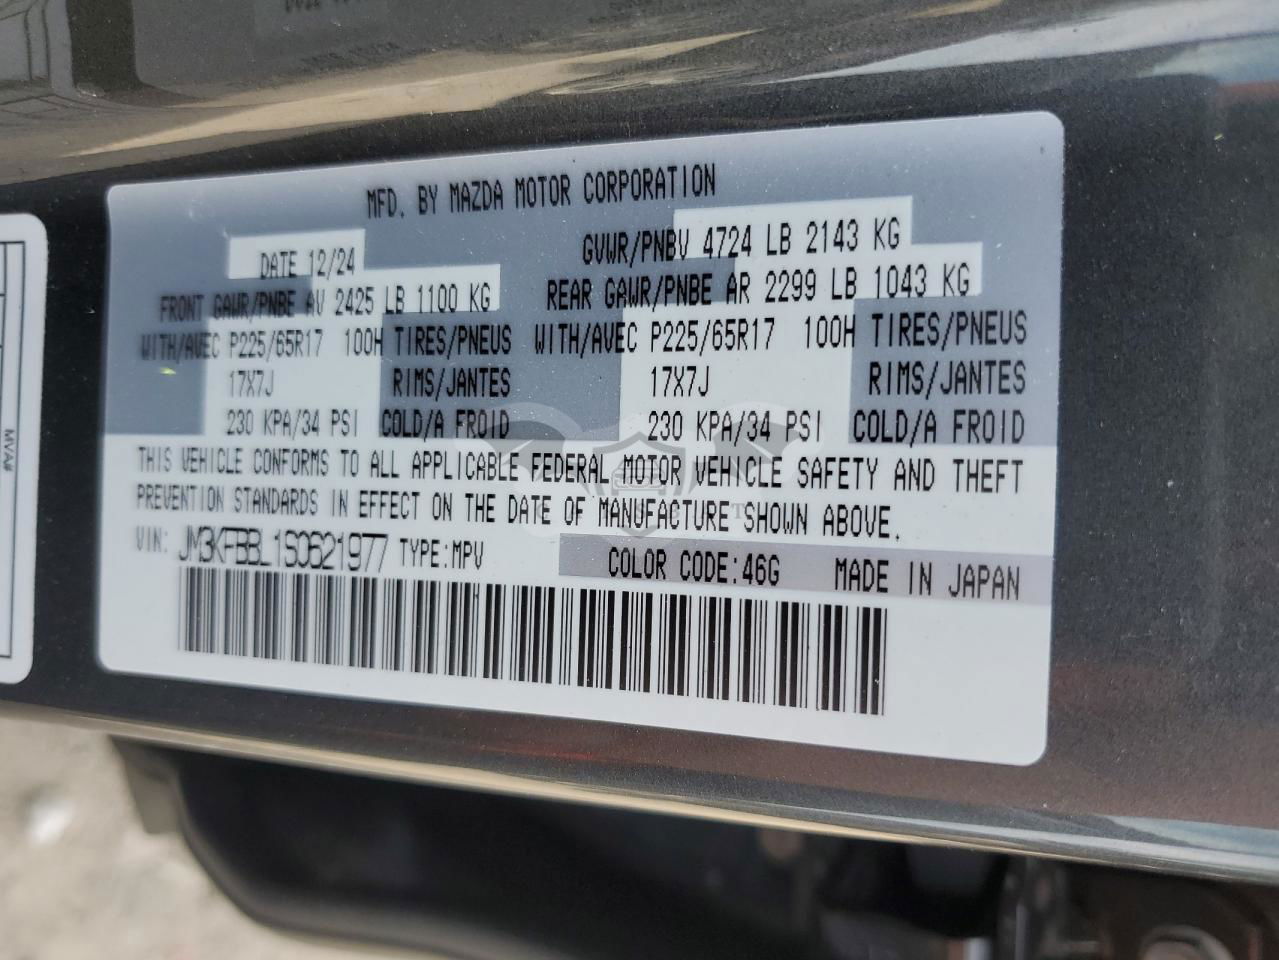 MFD. BY MAZDA MOTOR CORPORATION
DATE 12/24 GVWR/PNBV 4724 LB 2143 KG
FRONT GAWR/PNBE AV 2425 LB 1100 KG REAR GAWR/PNBE AR 2299 LB 1043 KG
WITH/AVEC P225/65R17 100H TIRES/PNEUS WITH/AVEC P225/65R17 100H TIRES/PNEUS
17X7J RIMS/JANTES 17X7J RIMS/JANTES
230 KPA/34 PSI COLD/A FROID 230 KPA/34 PSI COLD/A FROID
THIS VEHICLE CONFORMS TO ALL APPLICABLE FEDERAL MOTOR VEHICLE SAFETY AND THEFT
PREVENTION STANDARDS IN EFFECT ON THE DATE OF MANUFACTURE SHOWN ABOVE.
VIN: JM3KFBBL1S0621977 TYPE:MPV COLOR CODE:46G MADE IN JAPAN
MVA#